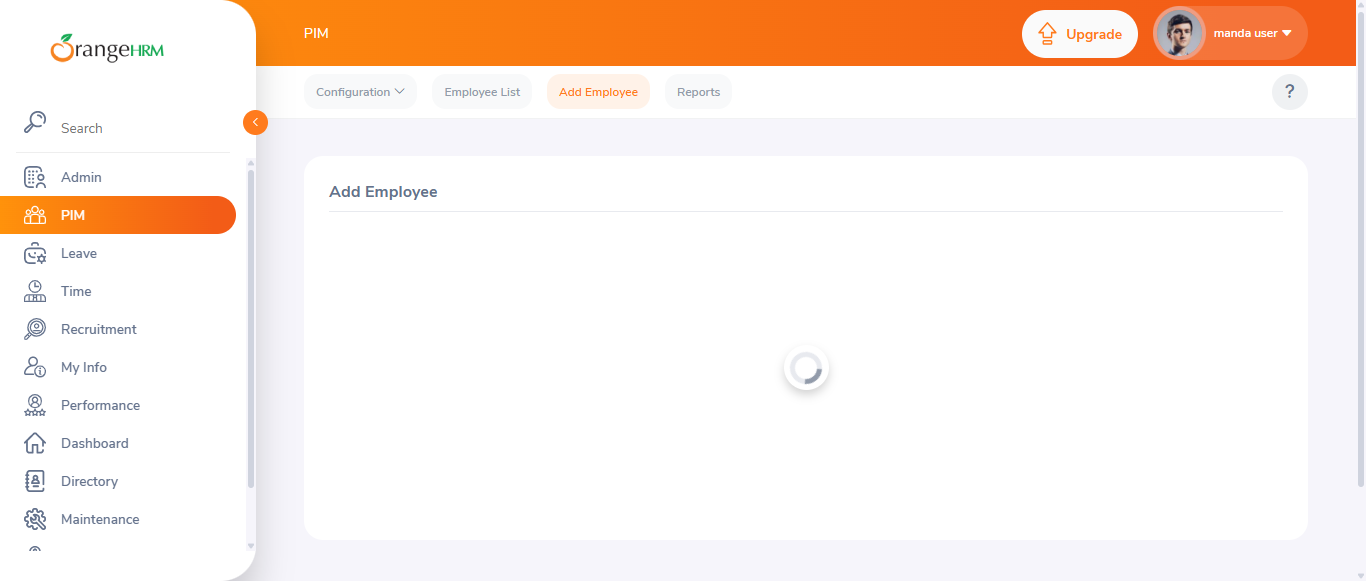 OrangeHRM
Search
Admin
PIM
Leave
Time
Recruitment
My Info
Performance
Dashboard
Directory
Maintenance
PIM
Upgrade
manda user
Configuration
Employee List
Add Employee
Reports
?
Add Employee